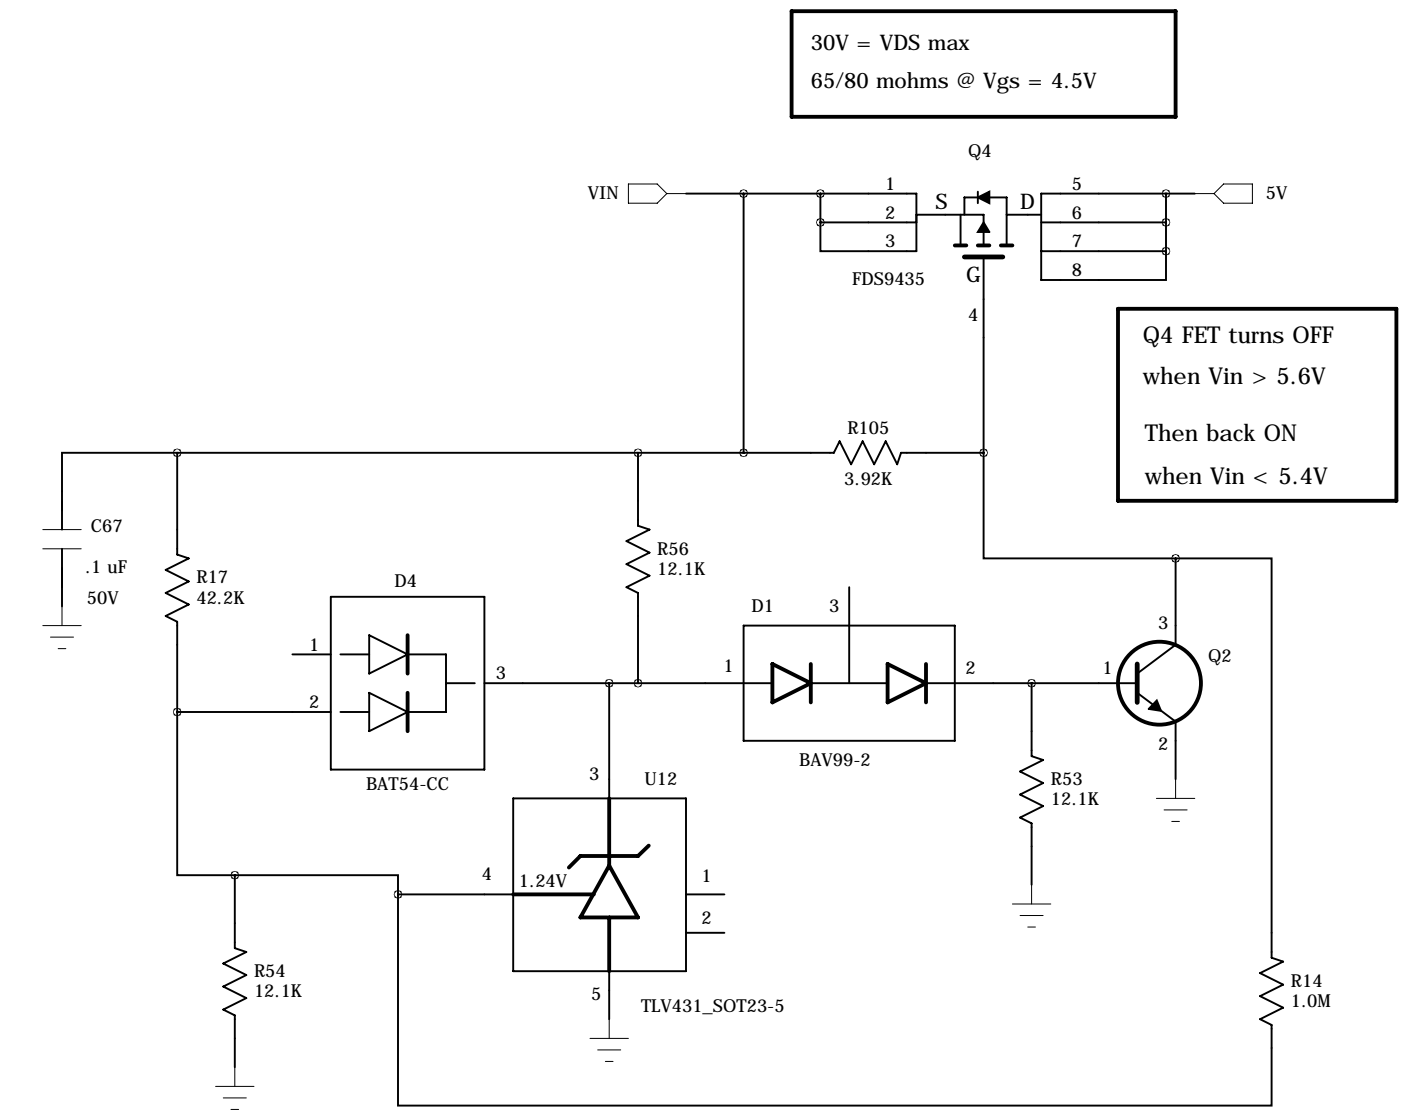 30V = VDS max
65/80 mohms @ Vgs = 4.5V
Q4
VIN
1
2
3
S
D
G
4
5
6
7
8
5V
FDS9435
Q4 FET turns OFF
when Vin > 5.6V
Then back ON
when Vin < 5.4V
R105
3.92K
C67
.1 uF
50V
R17
42.2K
R56
12.1K
D4
1
2
3
BAT54-CC
D1
3
1
2
BAV99-2
3
1
Q2
2
R53
12.1K
3
U12
4
1.24V
1
2
5
TLV431_SOT23-5
R54
12.1K
R14
1.0M